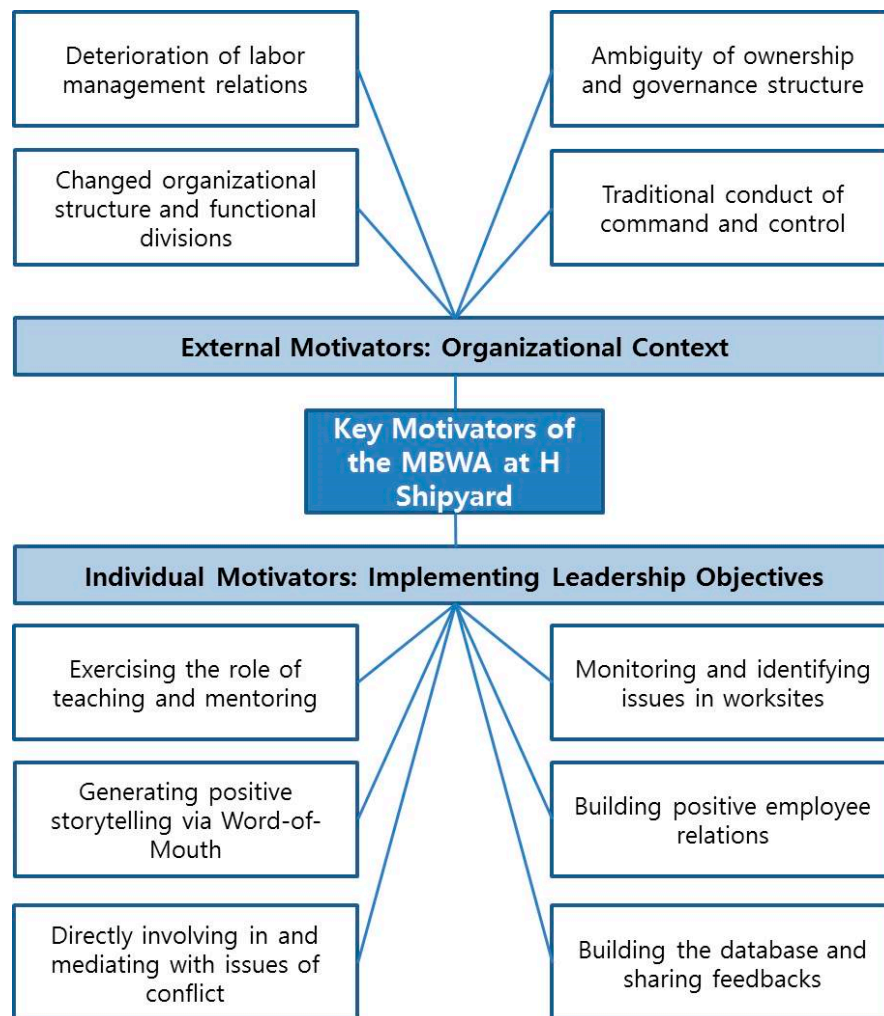 Deterioration of labor
management relations
Ambiguity of ownership
and governance structure
Changed organizational
structure and functional
divisions
Traditional conduct of
command and control
External Motivators: Organizational Context
Key Motivators of
the MBWA at H
Shipyard
Individual Motivators: Implementing Leadership Objectives
Exercising the role of
teaching and mentoring
Monitoring and identifying
issues in worksites
Generating positive
storytelling via Word-of-
Mouth
Building positive employee
relations
Directly involving in and
mediating with issues of
conflict
Building the database and
sharing feedbacks